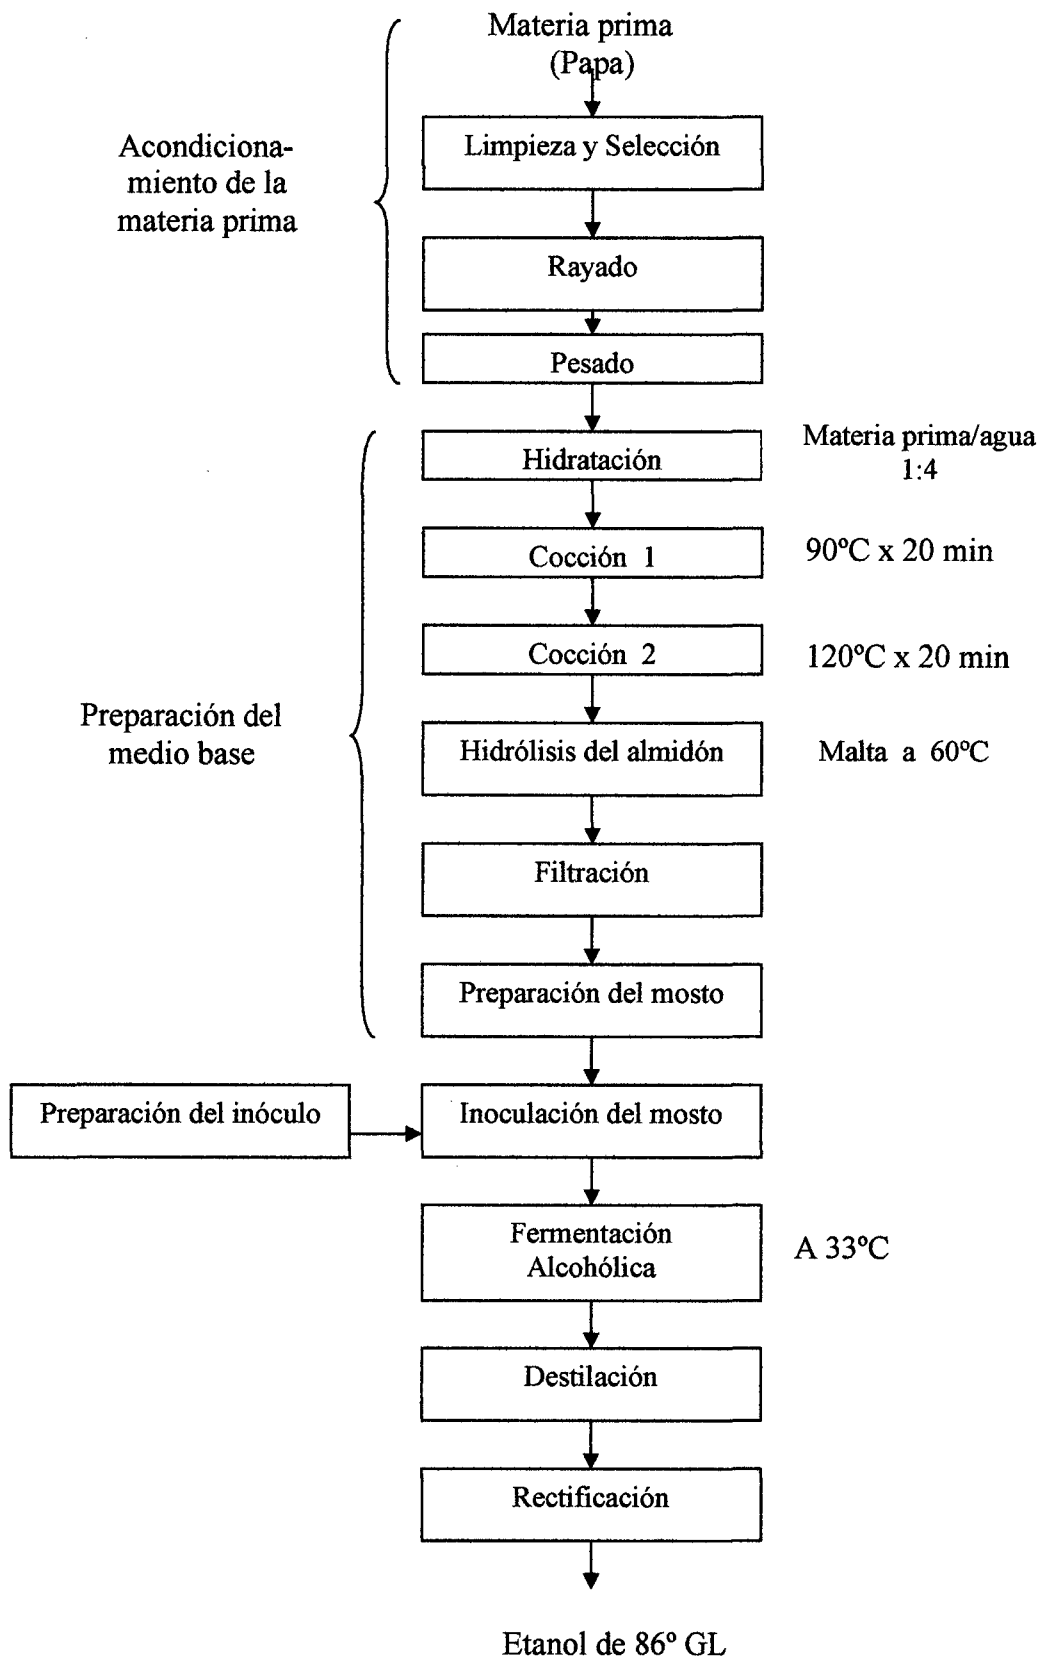 Materia prima
(Papa)
Acondiciona-
miento de la
materia prima
Limpieza y Selección
Rayado
Pesado
Hidratación
Materia prima/agua
1:4
Cocción 1
90ºC x 20 min
Cocción 2
120ºC x 20 min
Preparación del
medio base
Hidrólisis del almidón
Malta a 60ºC
Filtración
Preparación del mosto
Preparación del inóculo
Inoculación del mosto
Fermentación
Alcohólica
A 33ºC
Destilación
Rectificación
Etanol de 86º GL